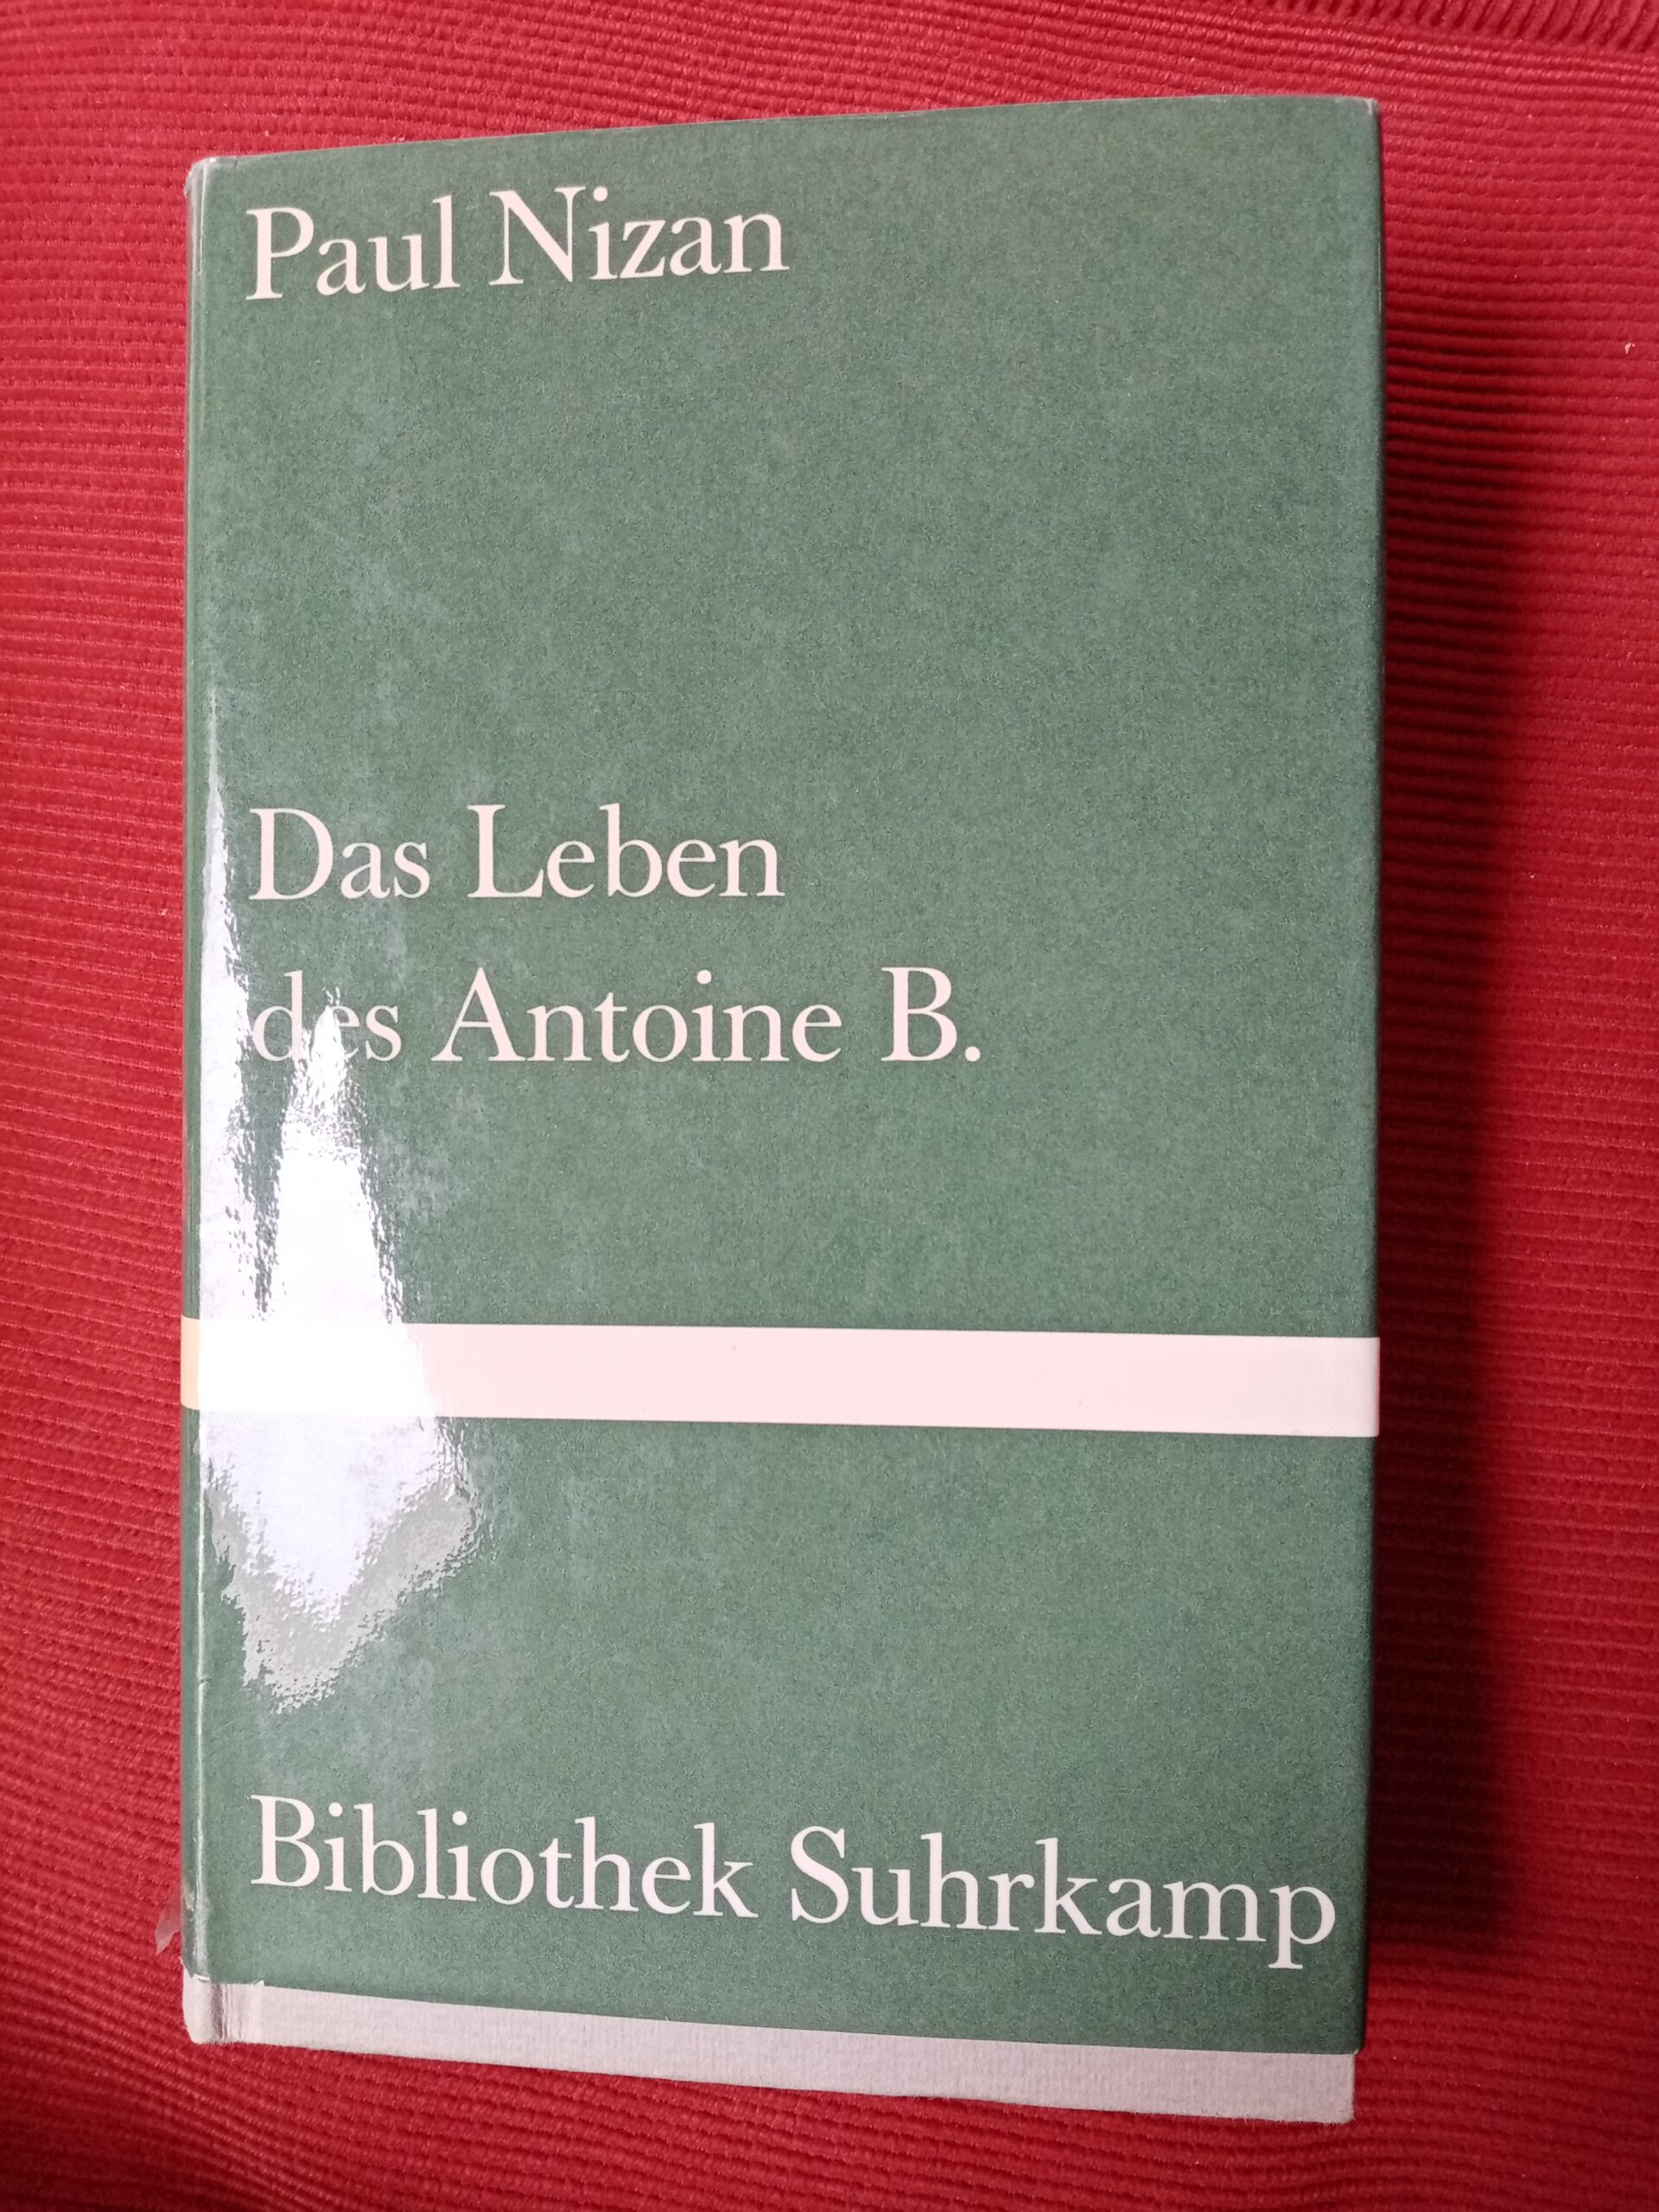 Paul Nizan
Das Leben
des Antoine B.
Bibliothek Suhrkamp